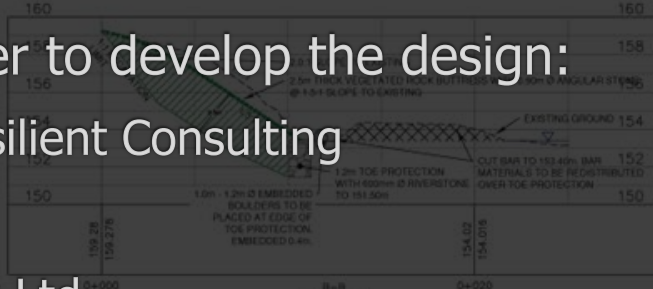 160 160
er to develop the design:
158
2.5m THICK VEGETATED ROCK BUTTRESS Ø ANGULAR
156
@ 1.5:1 SLOPE TO EXISTING
154 EXISTING GROUND 154
silient Consulting
152 CUT BAR TO 153.40m. BAR 152
1.2m TOE PROTECTION MATERIALS TO BE REDISTRIBUTED
WITH 600mm Ø RIVERSTONE OVER TOE PROTECTION
TO 151.50m
150 1.0m - 1.2m Ø EMBEDDED 150
BOULDERS TO BE
PLACED AT EDGE OF
TOE PROTECTION.
EMBEDDED 0.4m.
159.28
159.278
154.02
154.016
Ltd
0+000 0+020